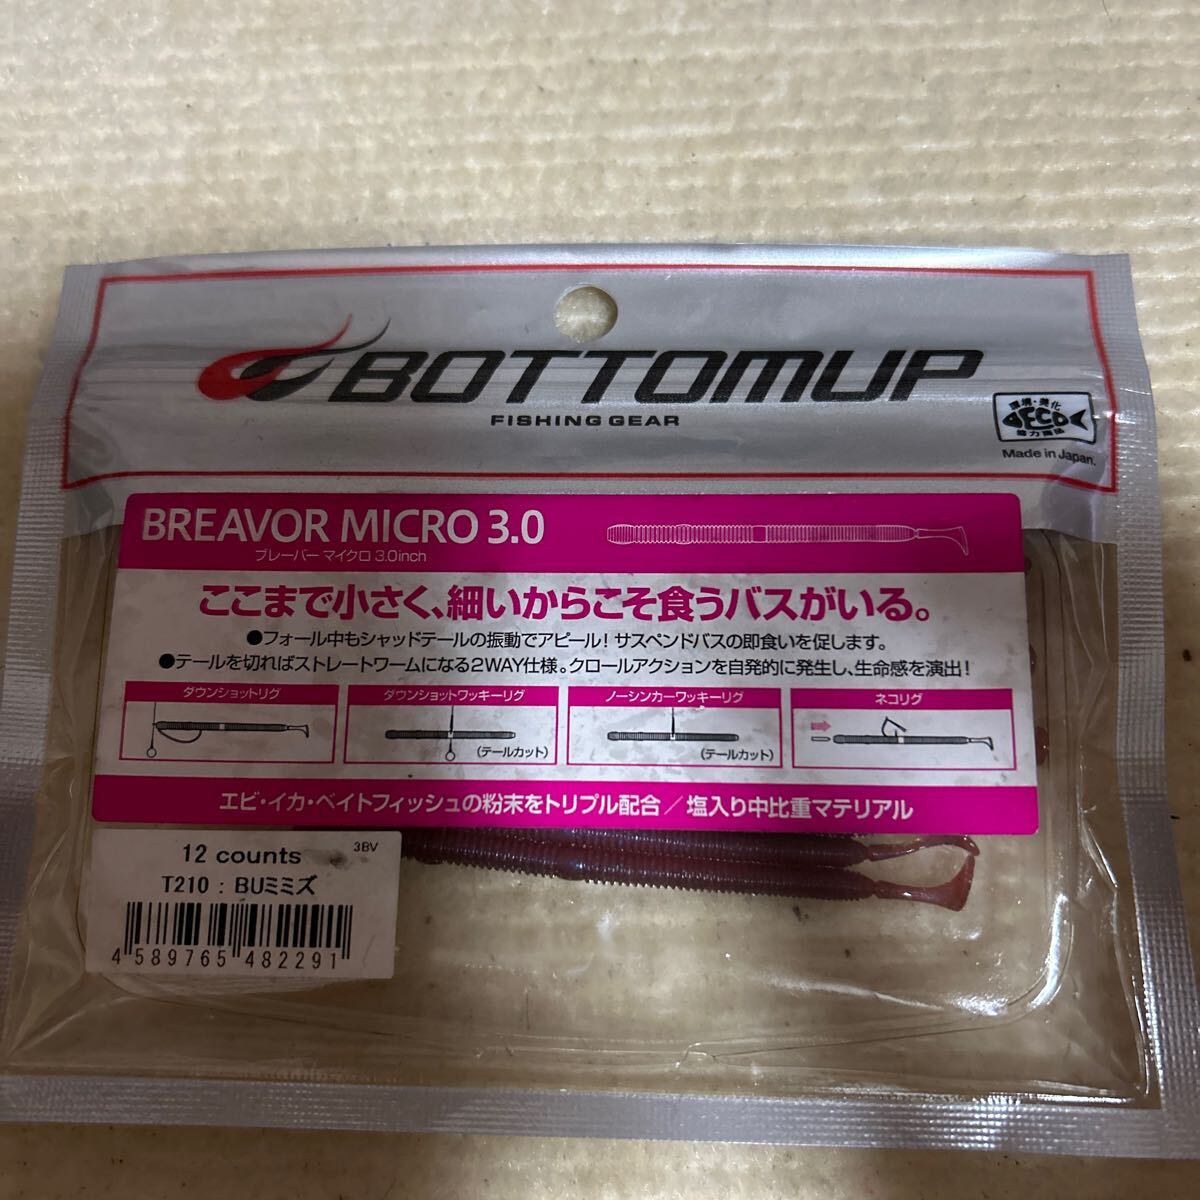 BOTTOMUP
FISHING GEAR
環境・美化
ECO
協力商品
Made in Japan.
BREAVOR MICRO 3.0
ブレーバー マイクロ 3.0inch
ここまで小さく、細いからこそ食うバスがいる。
●フォール中もシャッドテールの振動でアピール！サスペンドバスの即食いを促します。
●テールを切ればストレートワームになる2WAY仕様。クロールアクションを自発的に発生し、生命感を演出！
ダウンショットリグ
ダウンショットワッキーリグ
ノーシンカーワッキーリグ
ネコリグ
(テールカット)
(テールカット)
エビ・イカ・ベイトフィッシュの粉末をトリプル配合／塩入り中比重マテリアル
12 counts
3BV
T210 : BUミミズ
4 589765 482291